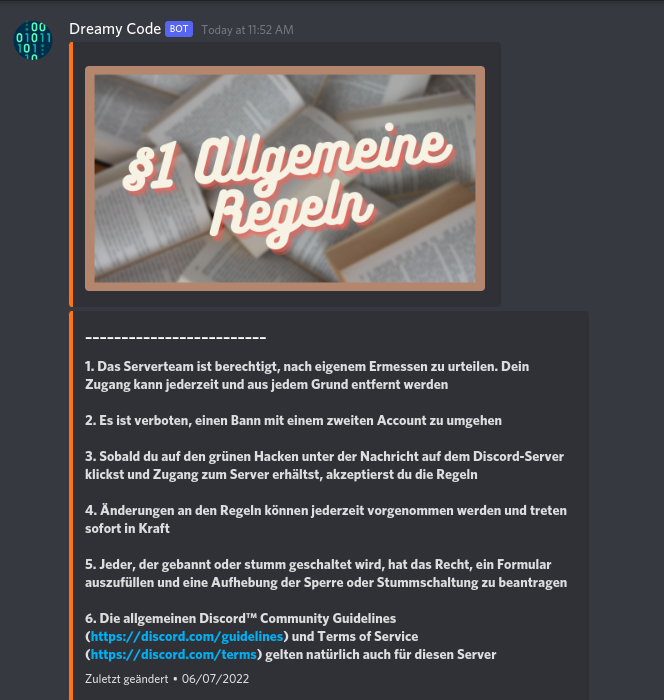 Dreamy Code BOT Today at 11:52 AM
§1 Allgemeine
Regeln
-------------------------
1. Das Serverteam ist berechtigt, nach eigenem Ermessen zu urteilen. Dein
Zugang kann jederzeit und aus jedem Grund entfernt werden
2. Es ist verboten, einen Bann mit einem zweiten Account zu umgehen
3. Sobald du auf den grünen Hacken unter der Nachricht auf dem Discord-Server
klickst und Zugang zum Server erhältst, akzeptierst du die Regeln
4. Änderungen an den Regeln können jederzeit vorgenommen werden und treten
sofort in Kraft
5. Jeder, der gebannt oder stumm geschaltet wird, hat das Recht, ein Formular
auszufüllen und eine Aufhebung der Sperre oder Stummschaltung zu beantragen
6. Die allgemeinen Discord™ Community Guidelines
(https://discord.com/guidelines) und Terms of Service
(https://discord.com/terms) gelten natürlich auch für diesen Server
Zuletzt geändert • 06/07/2022